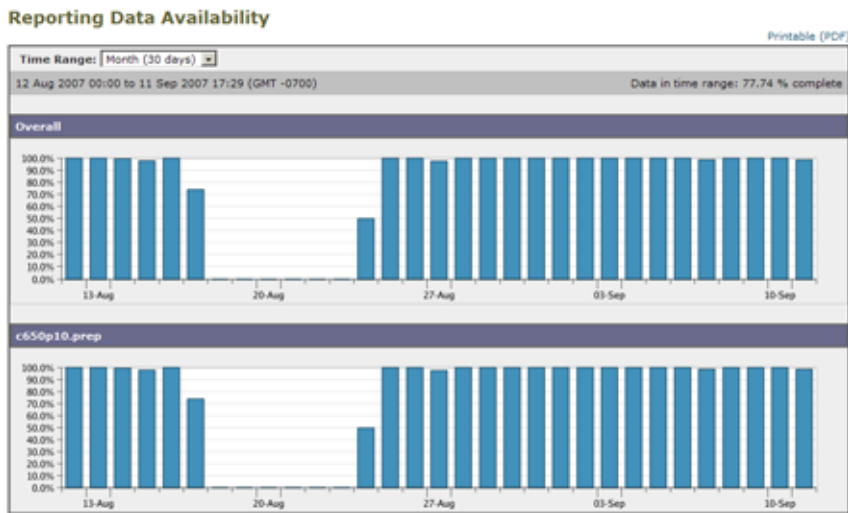 Reporting Data Availability
Printable (PDF)
Time Range: Month (30 days)
12 Aug 2007 00:00 to 11 Sep 2007 17:29 (GMT -0700) Data in time range: 77.74 % complete
Overall
100.0%
90.0%
80.0%
70.0%
60.0%
50.0%
40.0%
30.0%
20.0%
10.0%
0.0%
13-Aug 20-Aug 27-Aug 03-Sep 10-Sep
c650p10.prep
100.0%
90.0%
80.0%
70.0%
60.0%
50.0%
40.0%
30.0%
20.0%
10.0%
0.0%
13-Aug 20-Aug 27-Aug 03-Sep 10-Sep